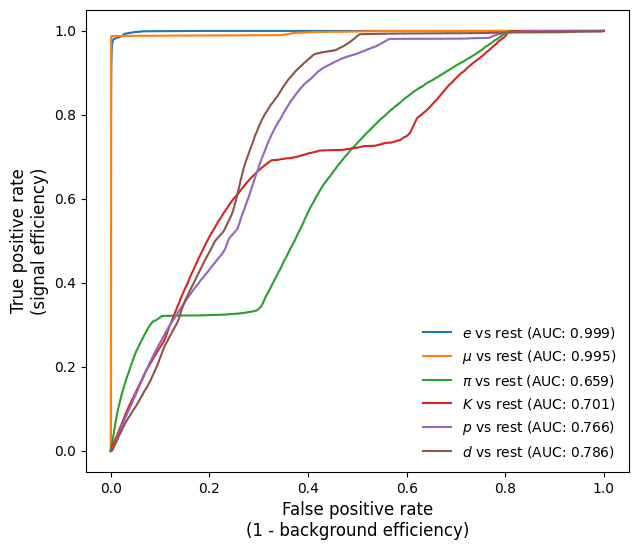 True positive rate
(signal efficiency)
1.0
0.8
0.6
0.4
0.2
0.0
0.0 0.2 0.4 0.6 0.8 1.0
False positive rate
(1 - background efficiency)
e vs rest (AUC: 0.999)
μ vs rest (AUC: 0.995)
π vs rest (AUC: 0.659)
K vs rest (AUC: 0.701)
p vs rest (AUC: 0.766)
d vs rest (AUC: 0.786)